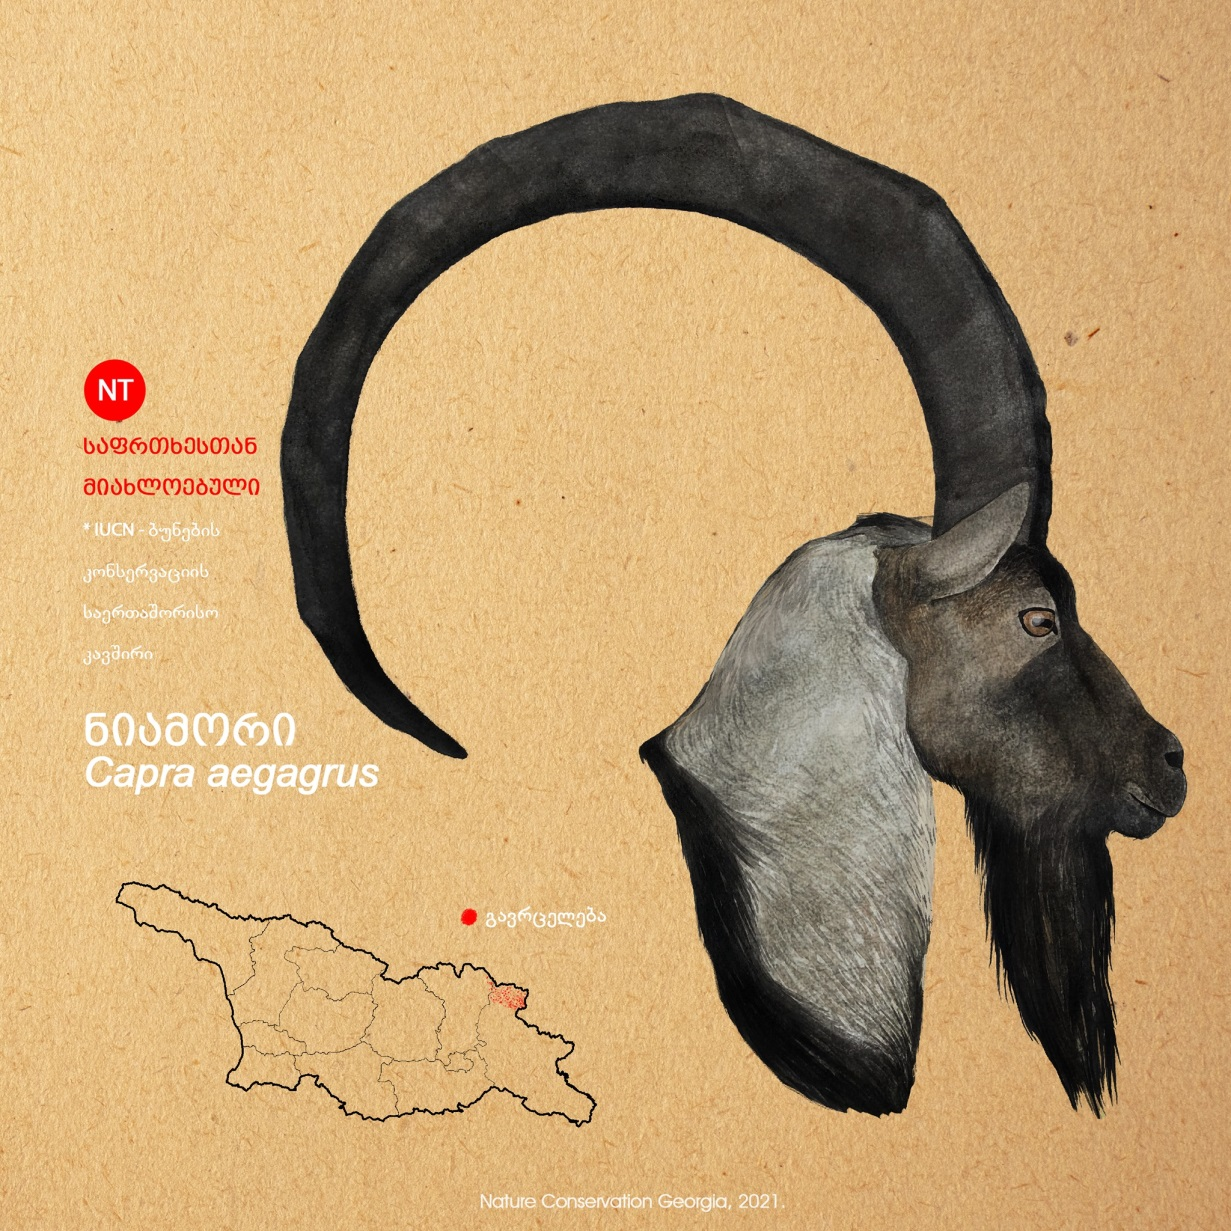 NT
საფრთხესთან
მიახლოებული
* IUCN - ბუნების
კონსერვაციის
საერთაშორისო
კავშირი
ნიამორი
Capra aegagrus
გავრცელება
Nature Conservation Georgia, 2021.